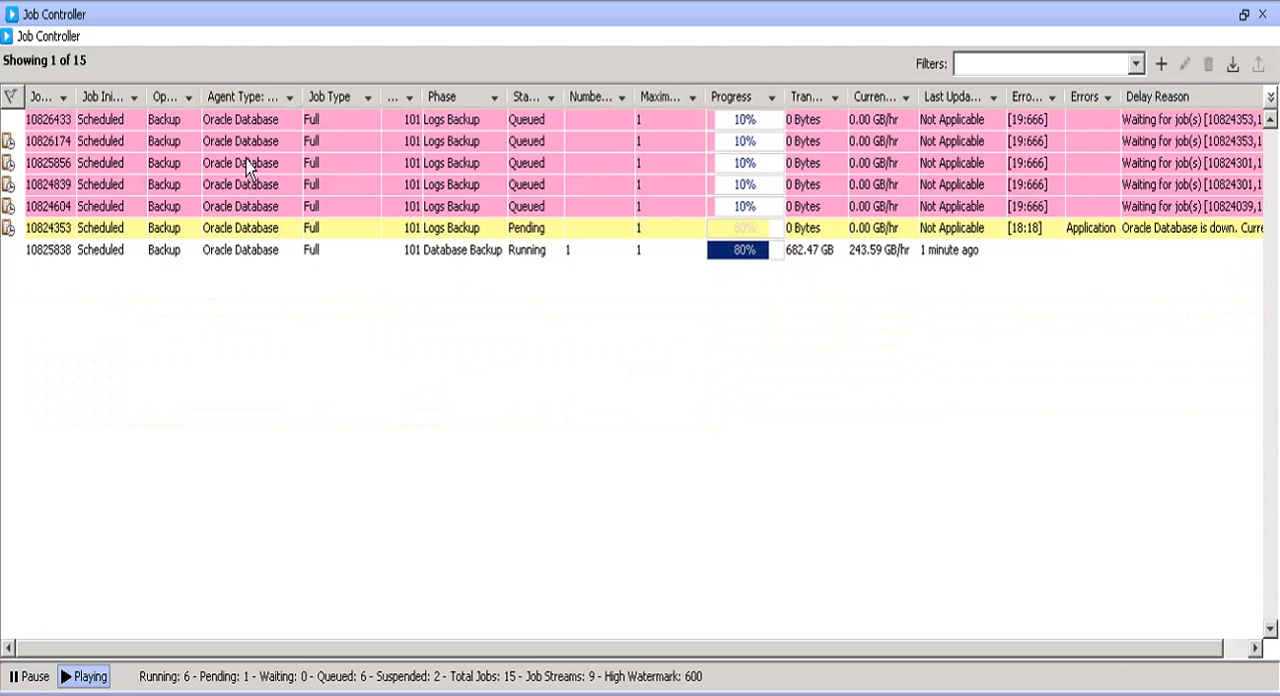 Job Controller
Job Controller
Showing 1 of 15
Filters:
Jo... Job Ini... Op... Agent Type: ... Job Type ... Phase Sta... Numbe... Maxim... Progress Tran... Curren... Last Upda... Erro... Errors Delay Reason
10826433 Scheduled Backup Oracle Database Full 101 Logs Backup Queued 1 10% 0 Bytes 0.00 GB/hr Not Applicable [19:666] Waiting for job(s) [10824353,1
10826174 Scheduled Backup Oracle Database Full 101 Logs Backup Queued 1 10% 0 Bytes 0.00 GB/hr Not Applicable [19:666] Waiting for job(s) [10824353,1
10825856 Scheduled Backup Oracle Database Full 101 Logs Backup Queued 1 10% 0 Bytes 0.00 GB/hr Not Applicable [19:666] Waiting for job(s) [10824301,1
10824839 Scheduled Backup Oracle Database Full 101 Logs Backup Queued 1 10% 0 Bytes 0.00 GB/hr Not Applicable [19:666] Waiting for job(s) [10824301,1
10824604 Scheduled Backup Oracle Database Full 101 Logs Backup Queued 1 10% 0 Bytes 0.00 GB/hr Not Applicable [19:666] Waiting for job(s) [10824039,1
10824353 Scheduled Backup Oracle Database Full 101 Logs Backup Pending 1 0 Bytes 0.00 GB/hr Not Applicable [18:18] Application Oracle Database is down. Curre
10825838 Scheduled Backup Oracle Database Full 101 Database Backup Running 1 1 80% 682.47 GB 243.59 GB/hr 1 minute ago
Pause Playing Running: 6 - Pending: 1 - Waiting: 0 - Queued: 6 - Suspended: 2 - Total Jobs: 15 - Job Streams: 9 - High Watermark: 600